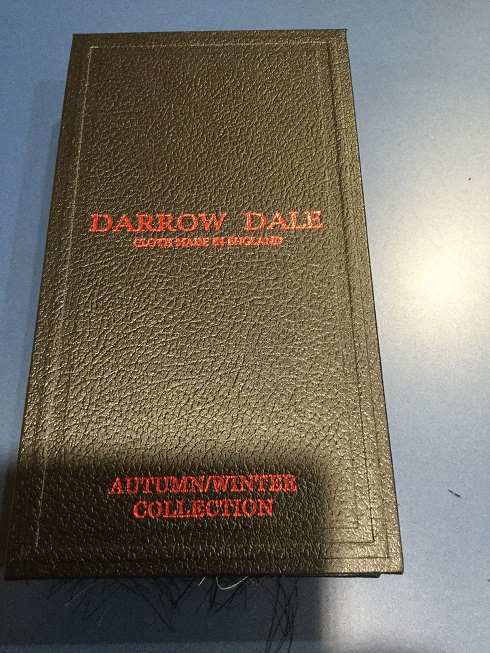 DARROW DALE
CLOTH MADE IN ENGLAND
AUTUMN/WINTER
COLLECTION